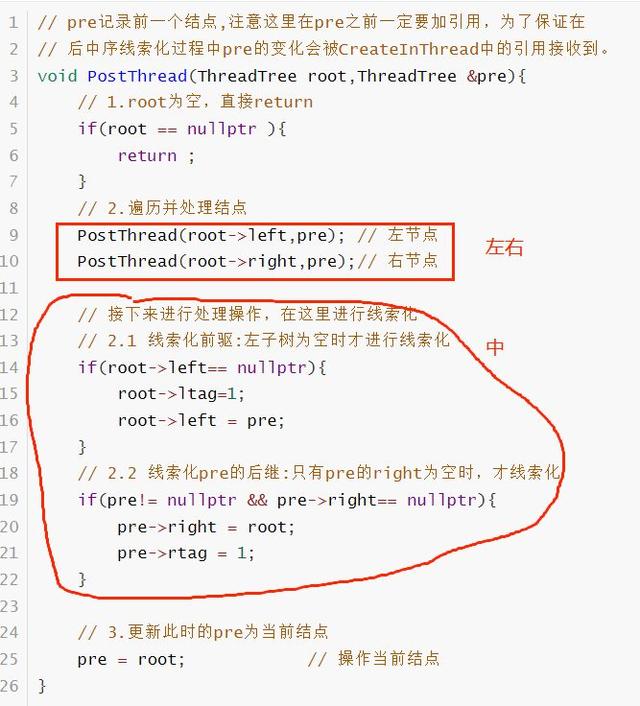 1 // pre记录前一个结点,注意这里在pre之前一定要加引用，为了保证在
2 // 后中序线索化过程中pre的变化会被CreateInThread中的引用接收到。
3 void PostThread(ThreadTree root,ThreadTree &pre){
4 // 1.root为空，直接return
5 if(root == nullptr ){
6 return ;
7 }
8 // 2.遍历并处理结点
9 PostThread(root->left,pre); // 左节点
左右
10 PostThread(root->right,pre);// 右节点
11
12 // 接下来进行处理操作，在这里进行线索化
13 // 2.1 线索化前驱:左子树为空时才进行线索化
中
14 if(root->left== nullptr){
15 root->ltag=1;
16 root->left = pre;
17 }
18 // 2.2 线索化pre的后继:只有pre的right为空时，才线索化
19 if(pre!= nullptr && pre->right== nullptr){
20 pre->right = root;
21 pre->rtag = 1;
22 }
23
24 // 3.更新此时的pre为当前结点
25 pre = root; // 操作当前结点
26 }